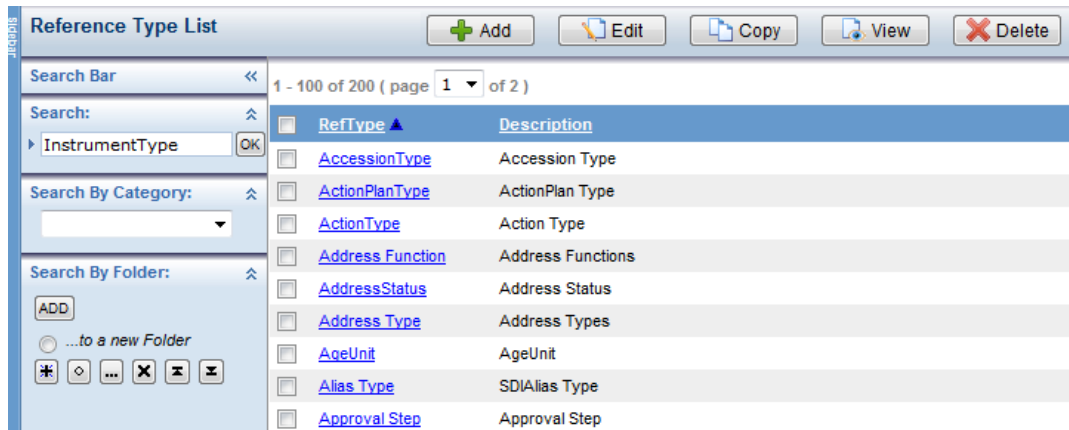 sidebar
Reference Type List
Add Edit Copy View Delete
Search Bar «
1 - 100 of 200 ( page 1 of 2 )
Search:
InstrumentType OK
Search By Category:
Search By Folder:
ADD
...to a new Folder
...
RefType Description
AccessionType Accession Type
ActionPlanType ActionPlan Type
ActionType Action Type
Address Function Address Functions
AddressStatus Address Status
Address Type Address Types
AgeUnit AgeUnit
Alias Type SDIAlias Type
Approval Step Approval Step